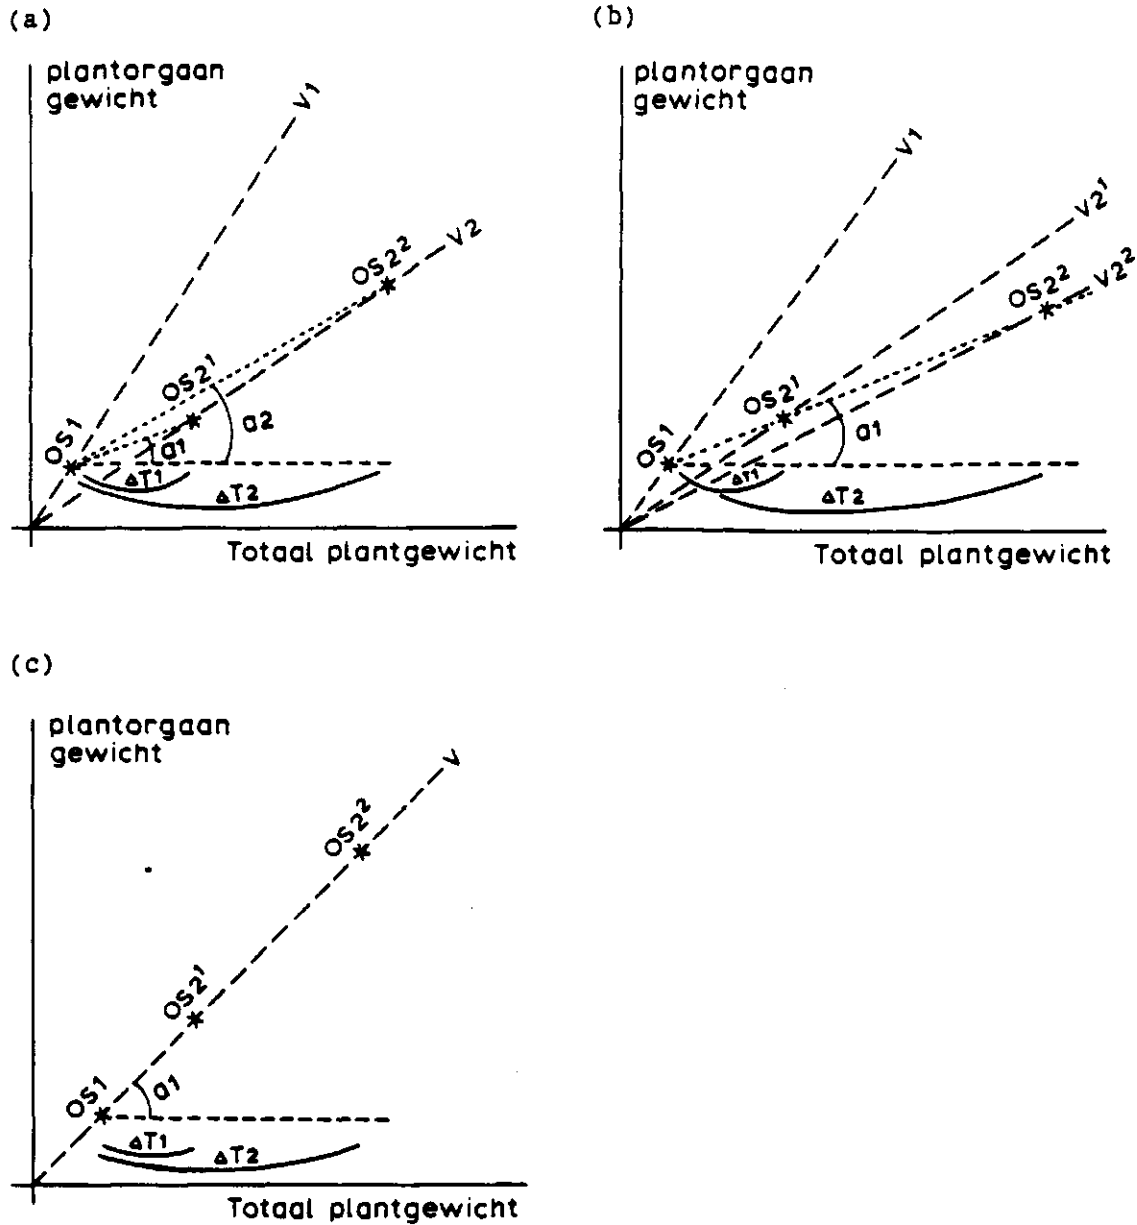 (a)
plantorgaan
gewicht
V1
V2
OS2²
OS2¹
OS1
a1
a2
ΔT1
ΔT2
Totaal plantgewicht
(b)
plantorgaan
gewicht
V1
V2¹
V2²
OS2²
OS2¹
OS1
a1
ΔT1
ΔT2
Totaal plantgewicht
(c)
plantorgaan
gewicht
V
OS2²
OS2¹
OS1
a1
ΔT1
ΔT2
Totaal plantgewicht